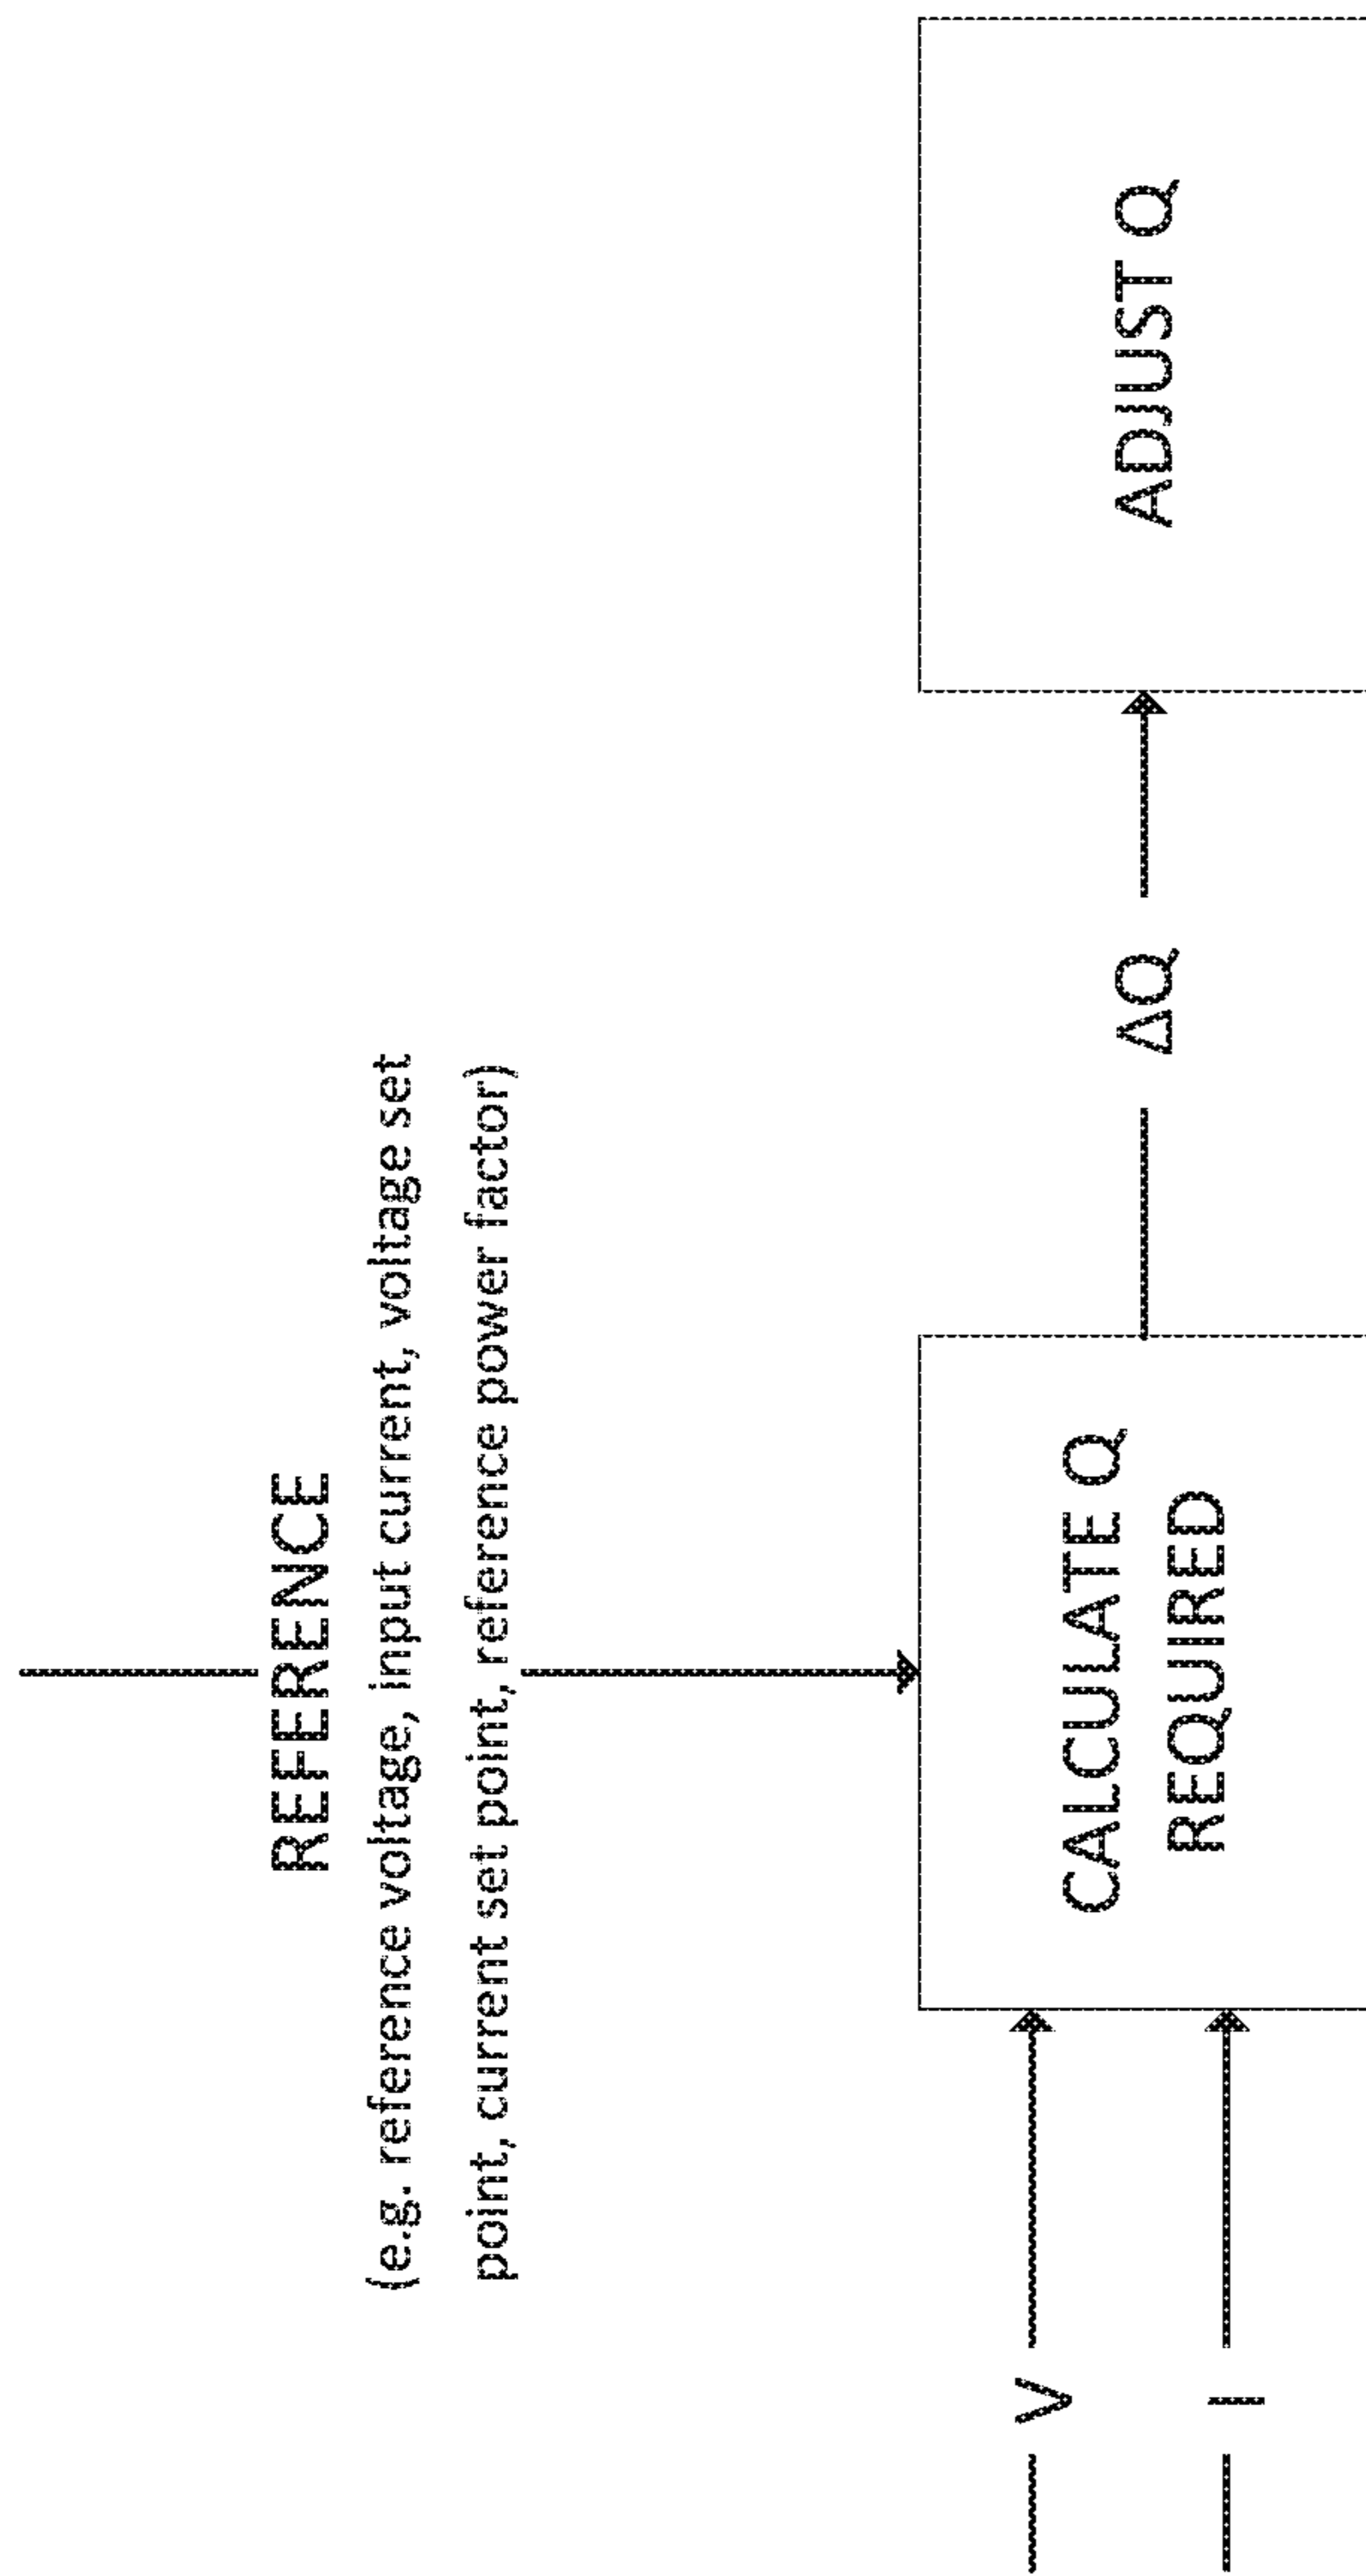 REFERENCE
(e.g. reference voltage, input current, voltage set
point, current set point, reference power factor)
V
I
CALCULATE Q
REQUIRED
ΔQ
ADJUST Q